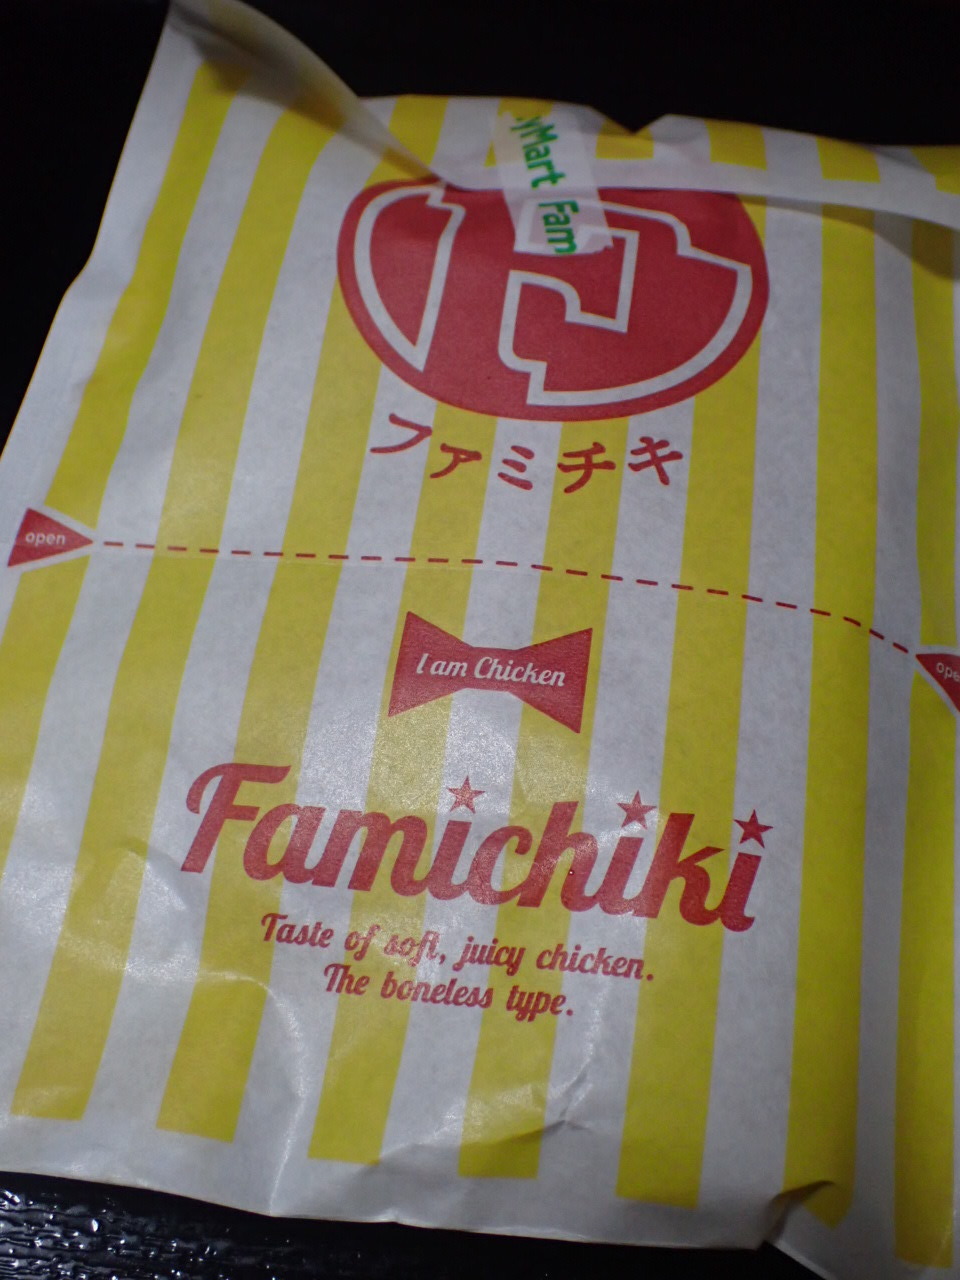 yMart Fam
ファミチキ
open
I am Chicken
Famichiki
Taste of soft, juicy chicken.
The boneless type.